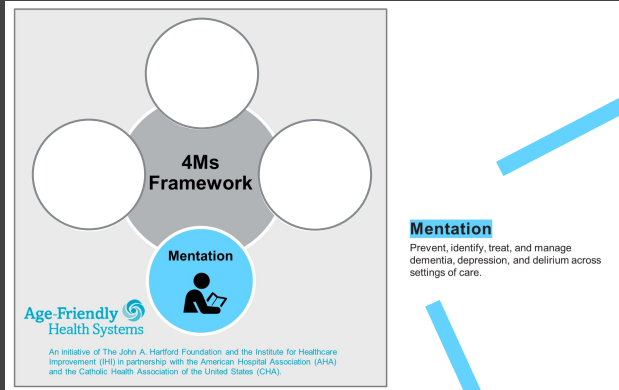 4Ms
Framework
Mentation
Age-Friendly
Health Systems
An initiative of The John A. Hartford Foundation and the Institute for Healthcare
Improvement (IHI) in partnership with the American Hospital Association (AHA)
and the Catholic Health Association of the United States (CHA).
Mentation
Prevent, identify, treat, and manage
dementia, depression, and delirium across
settings of care.